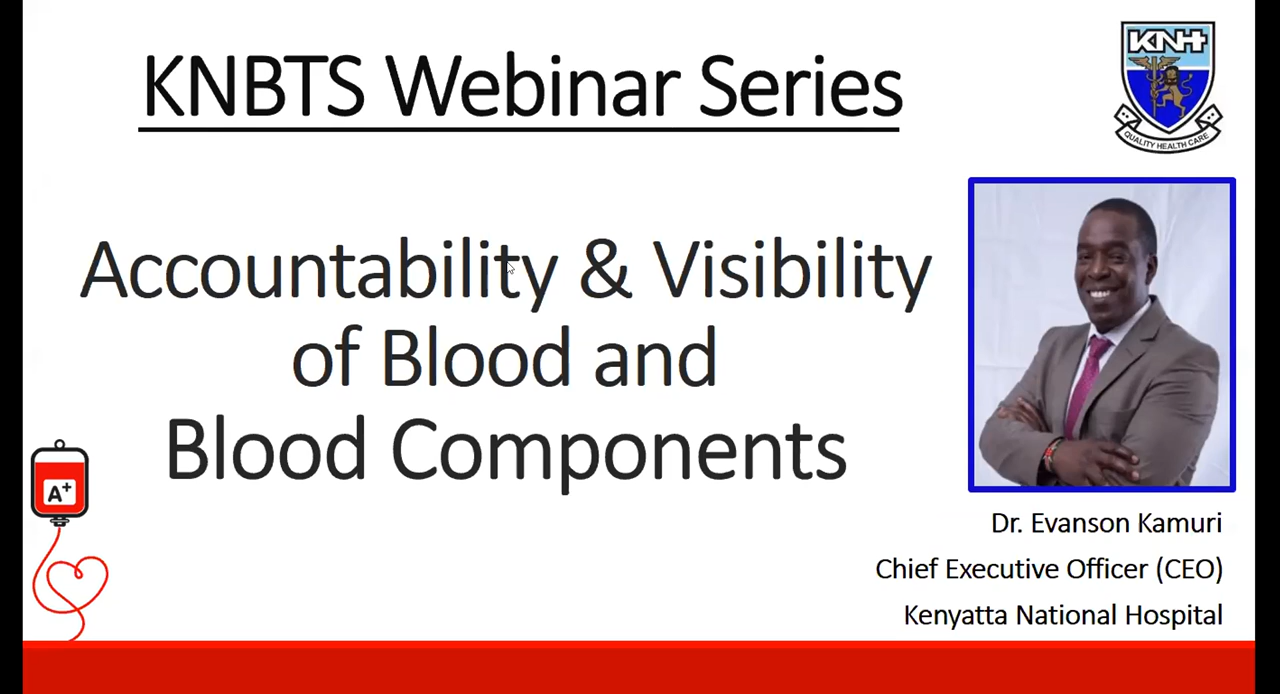 KNBTS Webinar Series
KNH
QUALITY HEALTH CARE
Accountability & Visibility
of Blood and
Blood Components
A+
Dr. Evanson Kamuri
Chief Executive Officer (CEO)
Kenyatta National Hospital